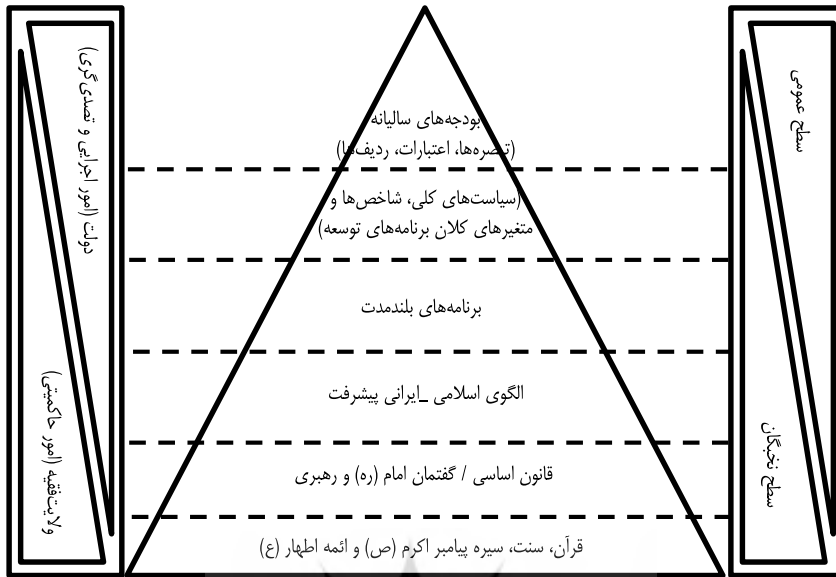 بودجه‌های سالیانه
(تبصره‌ها، اعتبارات، ردیف‌ها)
(سیاست‌های کلی، شاخص‌ها و
متغیرهای کلان برنامه‌های توسعه)
برنامه‌های بلندمدت
الگوی اسلامی _ایرانی پیشرفت
قانون اساسی / گفتمان امام (ره) و رهبری
قرآن، سنت، سیره پیامبر اکرم (ص) و ائمه اطهار (ع)
سطح عمومی
سطح نخبگان
دولت (امور اجرایی و تصدی‌گری)
ولایت‌فقیه (امور حاکمیتی)